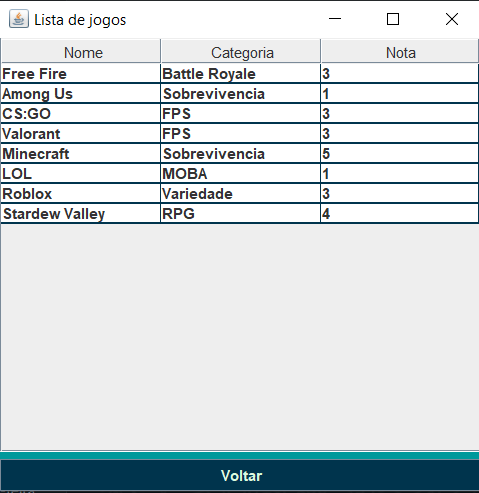 Lista de jogos
Nome Categoria Nota
Free Fire Battle Royale 3
Among Us Sobrevivencia 1
CS:GO FPS 3
Valorant FPS 3
Minecraft Sobrevivencia 5
LOL MOBA 1
Roblox Variedade 3
Stardew Valley RPG 4
Voltar